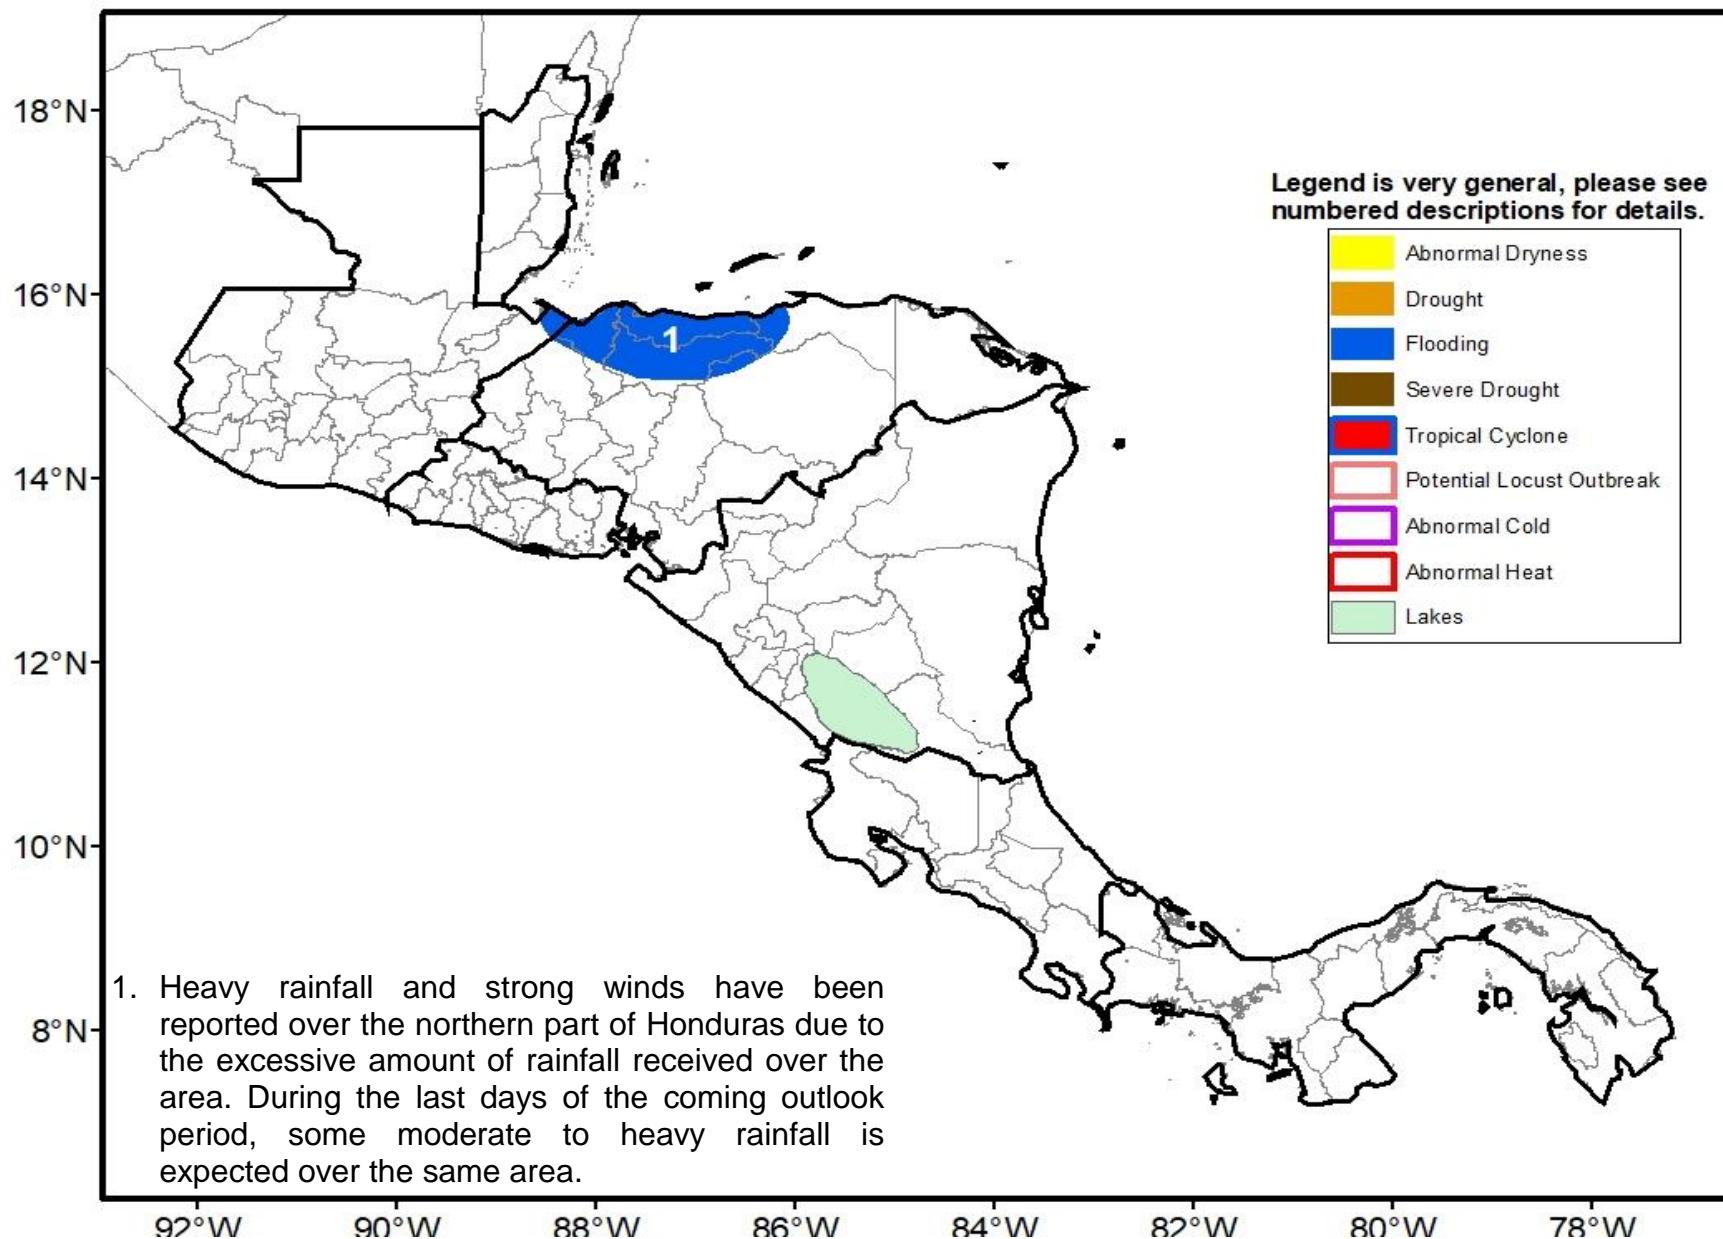 18°N
16°N
14°N
12°N
10°N
8°N
Legend is very general, please see
numbered descriptions for details.
Abnormal Dryness
Drought
Flooding
Severe Drought
Tropical Cyclone
Potential Locust Outbreak
Abnormal Cold
Abnormal Heat
Lakes
1
1. Heavy rainfall and strong winds have been
reported over the northern part of Honduras due to
the excessive amount of rainfall received over the
area. During the last days of the coming outlook
period, some moderate to heavy rainfall is
expected over the same area.
92°W 90°W 88°W 86°W 84°W 82°W 80°W 78°W